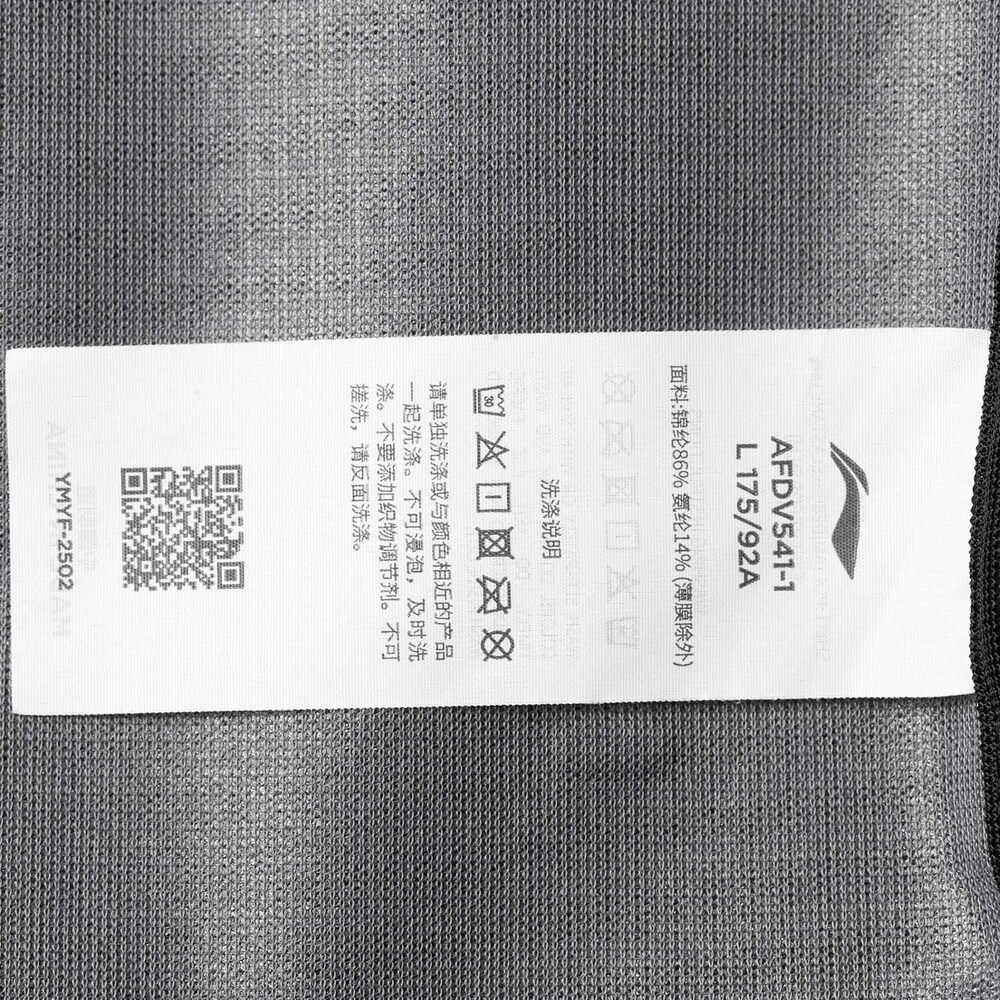 AFDV541-1
L 175/92A
面料:锦纶86% 氨纶14% (薄膜除外)
洗涤说明
30
请单独洗涤或与颜色相近的产品
一起洗涤。不可浸泡，及时洗
涤。不要添加织物调节剂。不可
搓洗，请反面洗涤。
YMYF-2502